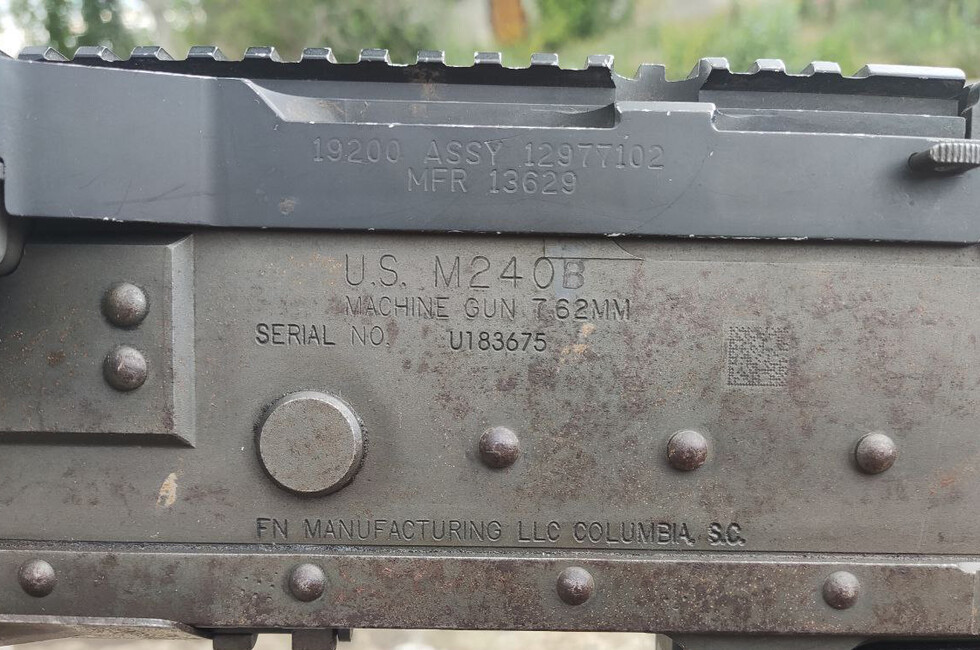 19200 ASSY 12977102
MFR 13629
U.S. M240B
MACHINE GUN 7.62MM
SERIAL NO. U183675
FN MANUFACTURING LLC COLUMBIA, S.C.